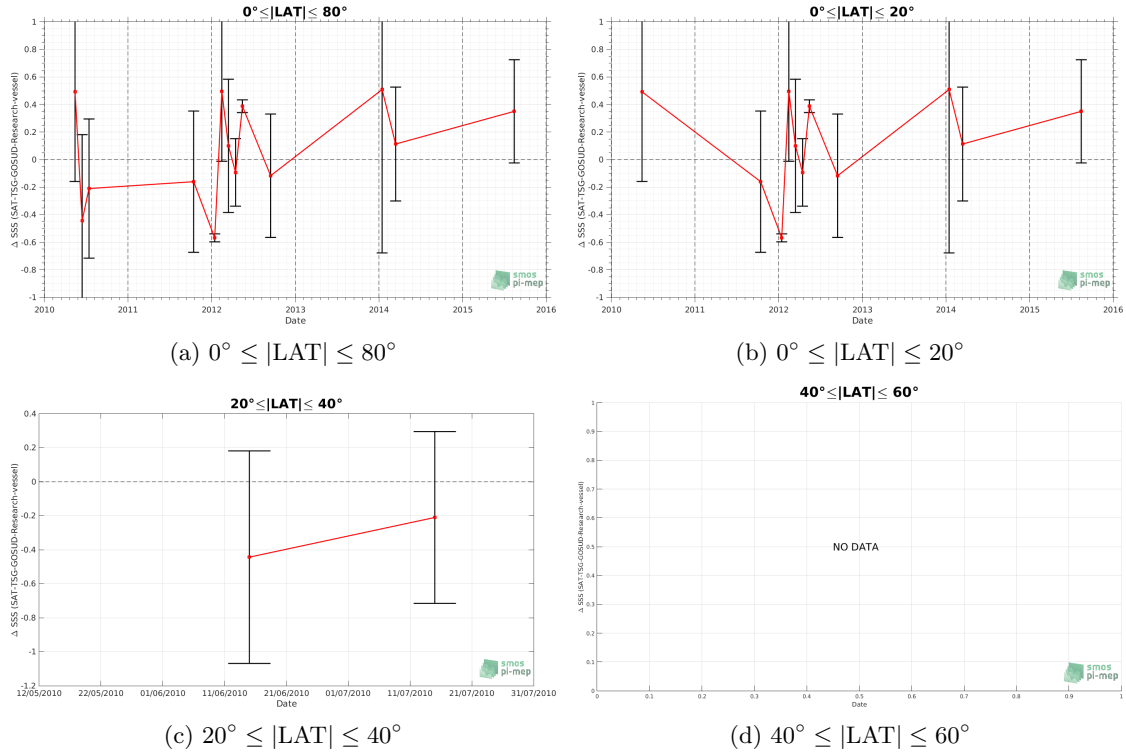 0°≤|LAT|≤ 80°
Δ SSS (SAT-TSG-GOSUD-Research-vessel)
1
0.8
0.6
0.4
0.2
0
-0.2
-0.4
-0.6
-0.8
-1
2010 2011 2012 2013 2014 2015 2016
Date
smos
pi-mep
(a) 0° ≤ |LAT| ≤ 80°
0°≤|LAT|≤ 20°
Δ SSS (SAT-TSG-GOSUD-Research-vessel)
1
0.8
0.6
0.4
0.2
0
-0.2
-0.4
-0.6
-0.8
-1
2010 2011 2012 2013 2014 2015 2016
Date
smos
pi-mep
(b) 0° ≤ |LAT| ≤ 20°
20°≤|LAT|≤ 40°
Δ SSS (SAT-TSG-GOSUD-Research-vessel)
0.4
0.2
0
-0.2
-0.4
-0.6
-0.8
-1
-1.2
12/05/2010 22/05/2010 01/06/2010 11/06/2010 21/06/2010 01/07/2010 11/07/2010 21/07/2010 31/07/2010
Date
smos
pi-mep
(c) 20° ≤ |LAT| ≤ 40°
40°≤|LAT|≤ 60°
Δ SSS (SAT-TSG-GOSUD-Research-vessel)
1
0.9
0.8
0.7
0.6
0.5
0.4
0.3
0.2
0.1
0
NO DATA
0 0.1 0.2 0.3 0.4 0.5 0.6 0.7 0.8 0.9 1
Date
smos
pi-mep
(d) 40° ≤ |LAT| ≤ 60°